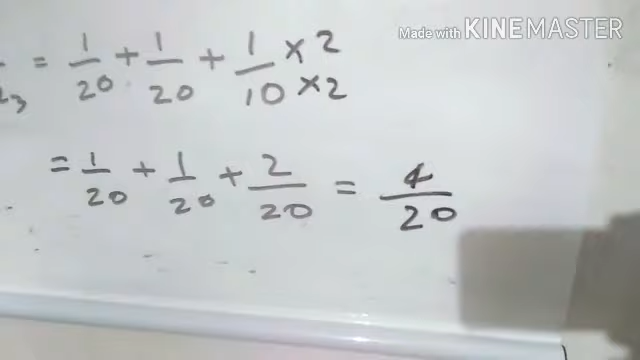 Made with KINEMASTER
= 1/20 + 1/20 + 1/10 ×2 ×2
= 1/20 + 1/20 + 2/20 = 4/20